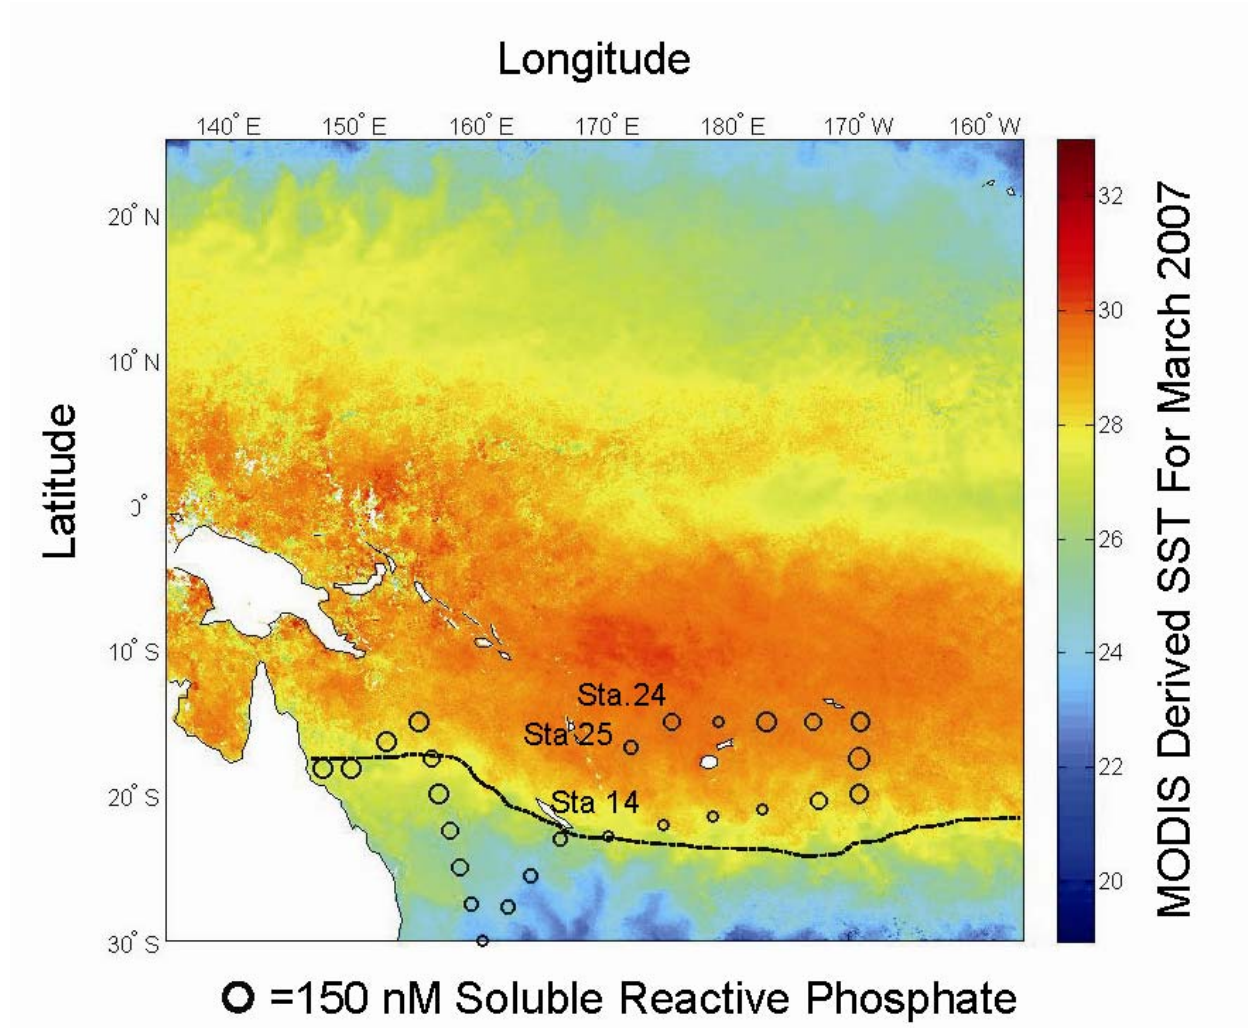 Longitude
140° E 150° E 160° E 170° E 180° E 170° W 160° W
20° N
10° N
0°
10° S
20° S
30° S
Latitude
Sta.24
Sta 25
Sta 14
32
30
28
26
24
22
20
MODIS Derived SST For March 2007
=150 nM Soluble Reactive Phosphate